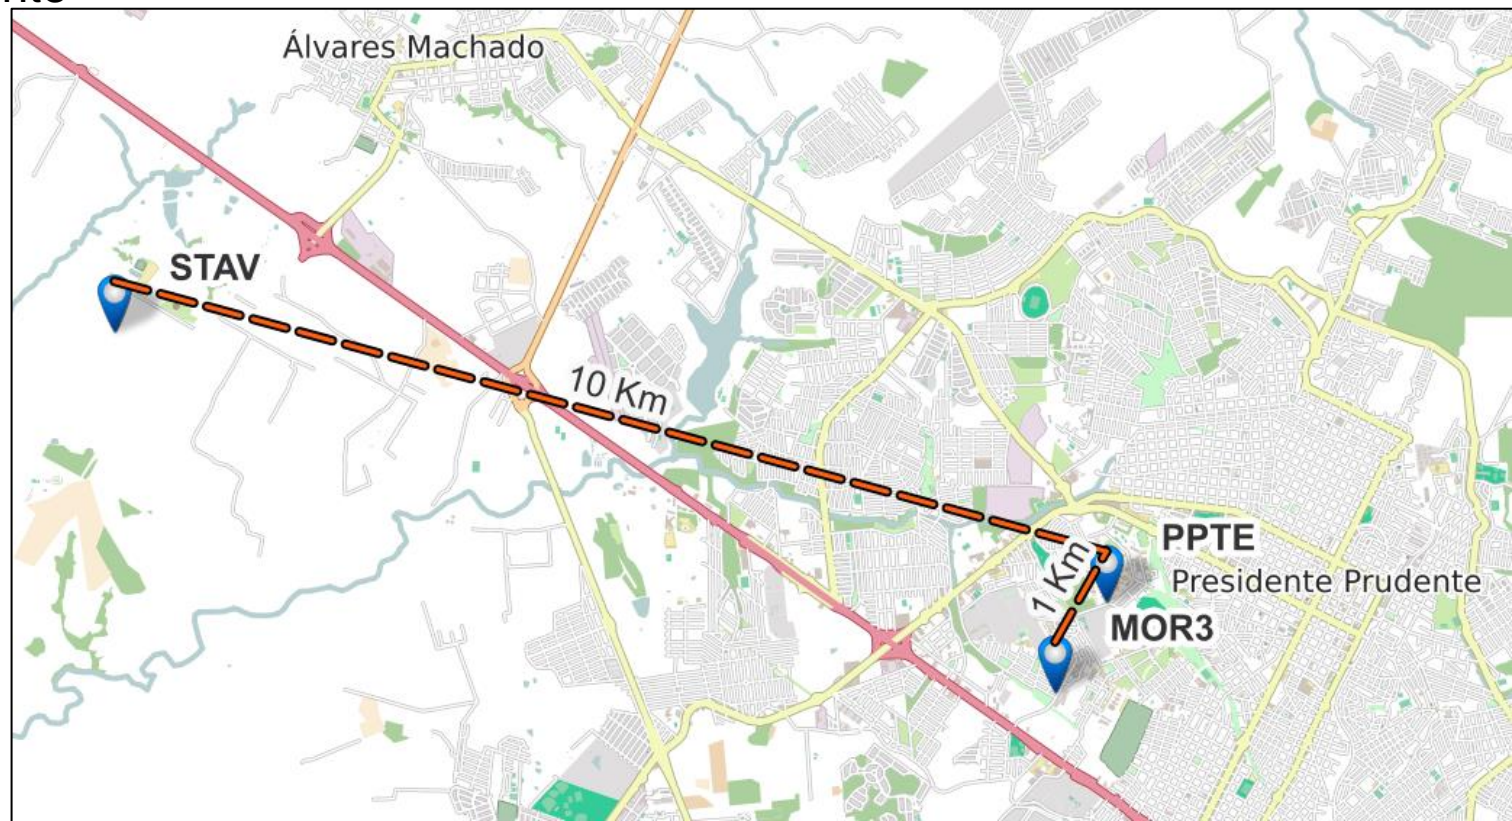 Álvares Machado
STAV
10 Km
PPTE
1 Km
Presidente Prudente
MOR3